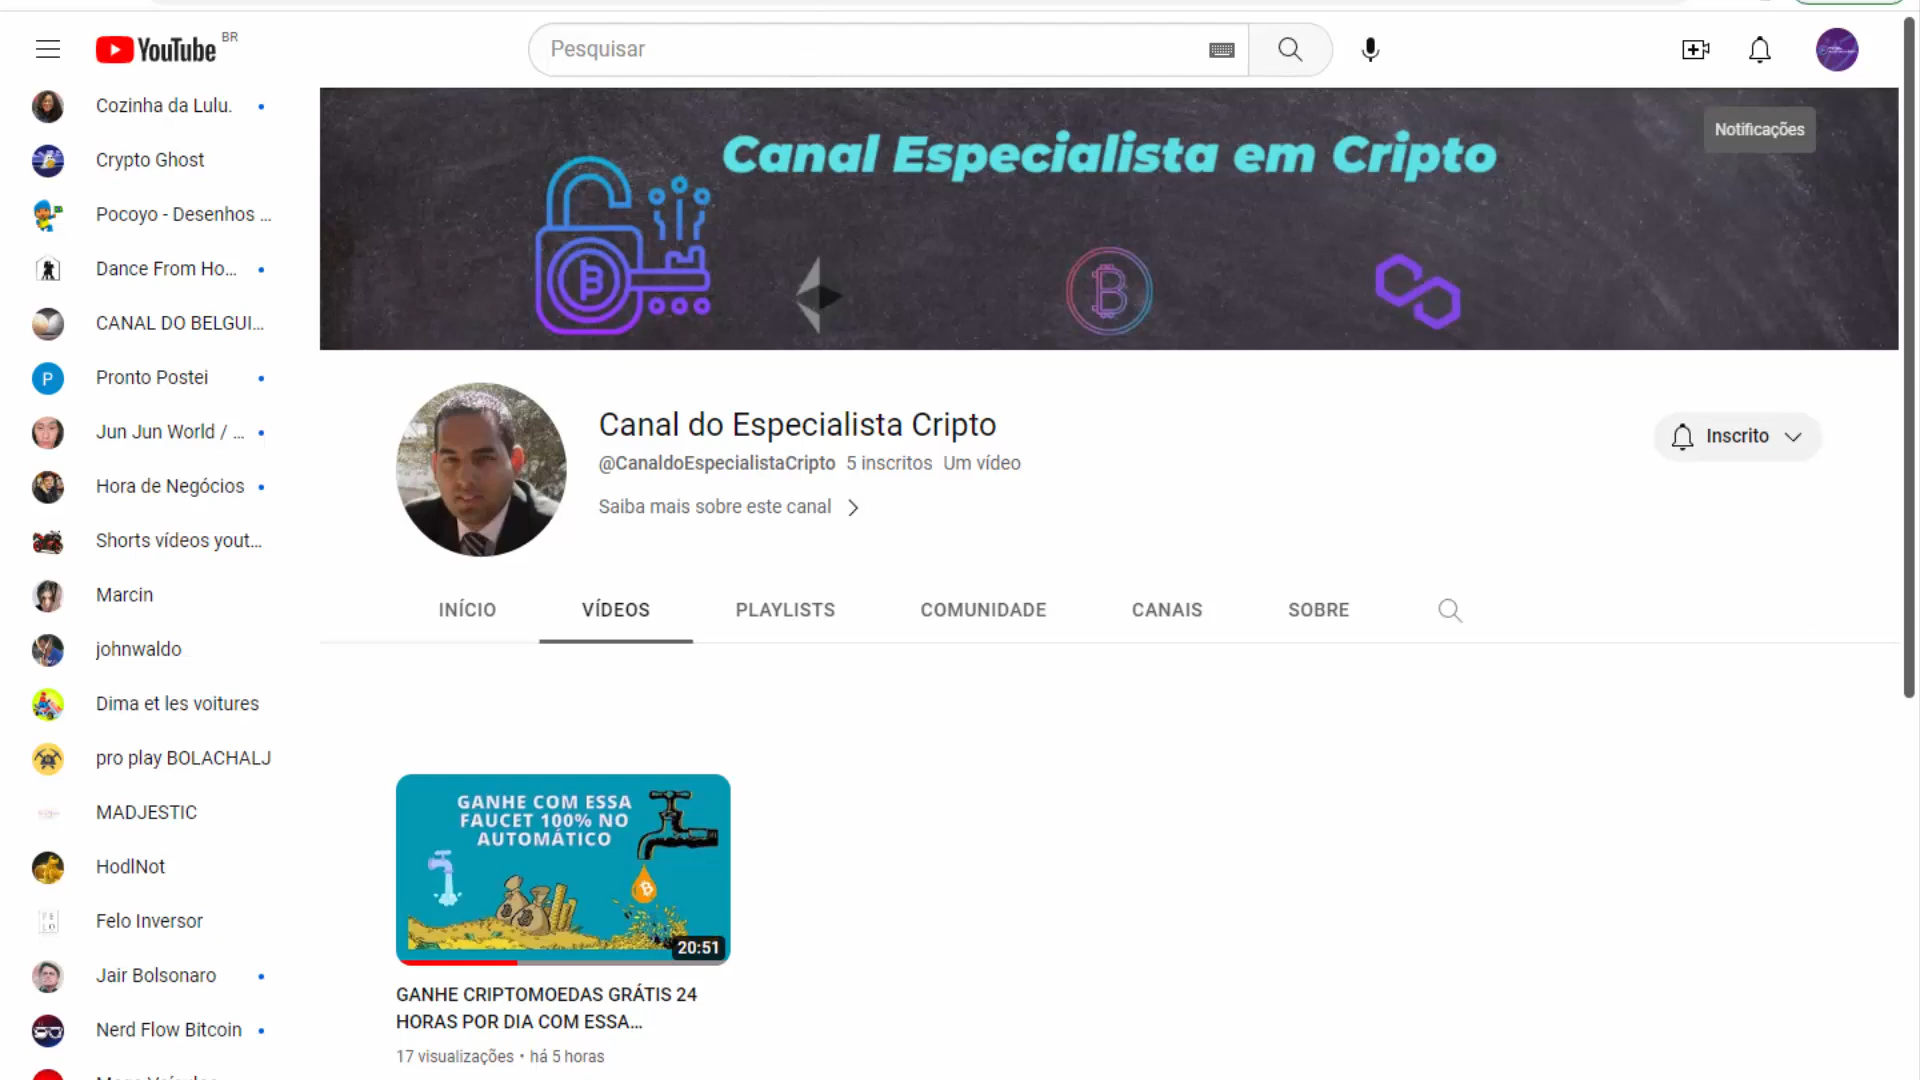 YouTube BR
Pesquisar
Cozinha da Lulu.
Crypto Ghost
Pocoyo - Desenhos ...
Dance From Ho...
CANAL DO BELGUI...
P
Pronto Postei
Jun Jun World / ...
Hora de Negócios
Shorts vídeos yout...
Marcin
johnwaldo
Dima et les voitures
pro play BOLACHALJ
MADJESTIC
HodlNot
FELO
Felo Inversor
Jair Bolsonaro
Nerd Flow Bitcoin
Canal Especialista em Cripto
Notificações
Canal do Especialista Cripto
@CanaldoEspecialistaCripto 5 inscritos Um vídeo
Saiba mais sobre este canal
Inscrito
INÍCIO VÍDEOS PLAYLISTS COMUNIDADE CANAIS SOBRE
GANHE COM ESSA
FAUCET 100% NO
AUTOMÁTICO
20:51
GANHE CRIPTOMOEDAS GRÁTIS 24
HORAS POR DIA COM ESSA...
17 visualizações • há 5 horas